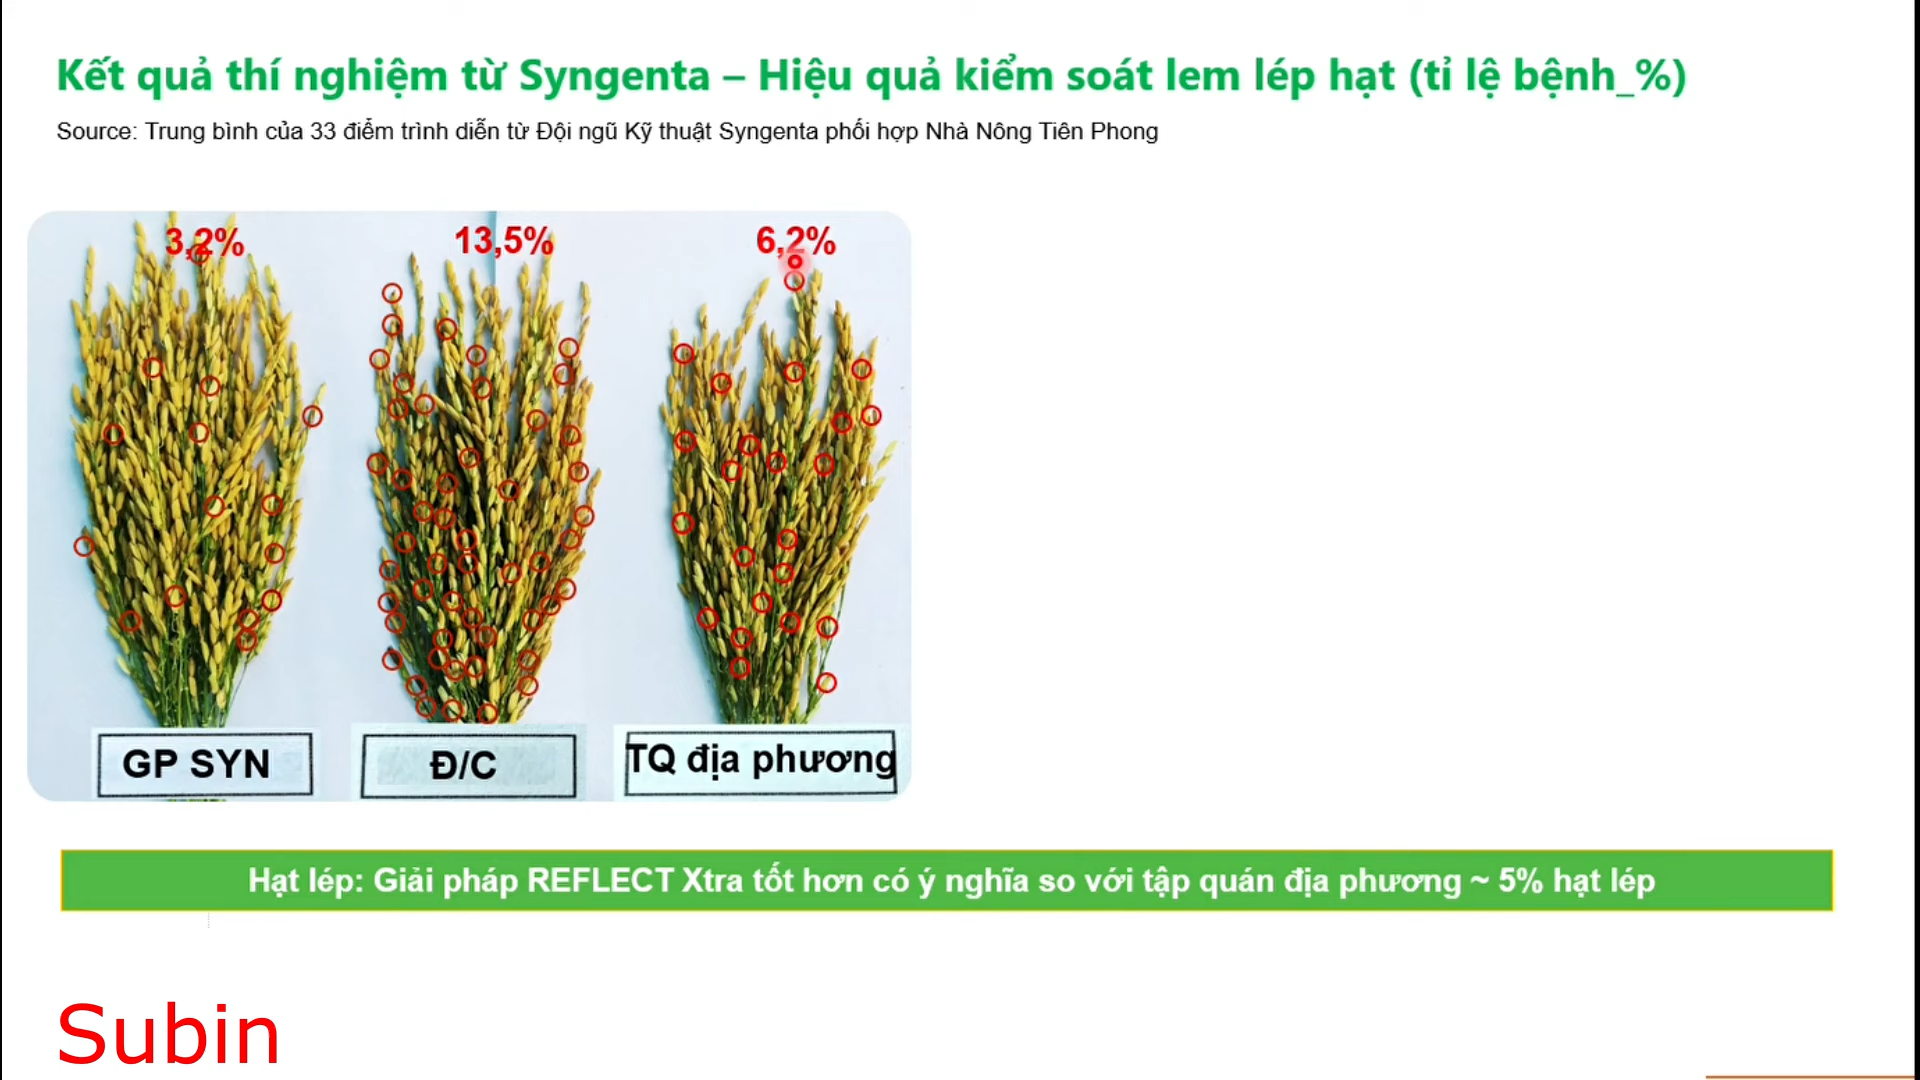 Kết quả thí nghiệm từ Syngenta – Hiệu quả kiểm soát lem lép hạt (tỉ lệ bệnh_%)
Source: Trung bình của 33 điểm trình diễn từ Đội ngũ Kỹ thuật Syngenta phối hợp Nhà Nông Tiên Phong
3,2%
13,5%
6,2%
GP SYN
Đ/C
TQ địa phương
Hạt lép: Giải pháp REFLECT Xtra tốt hơn có ý nghĩa so với tập quán địa phương ~ 5% hạt lép
Subin